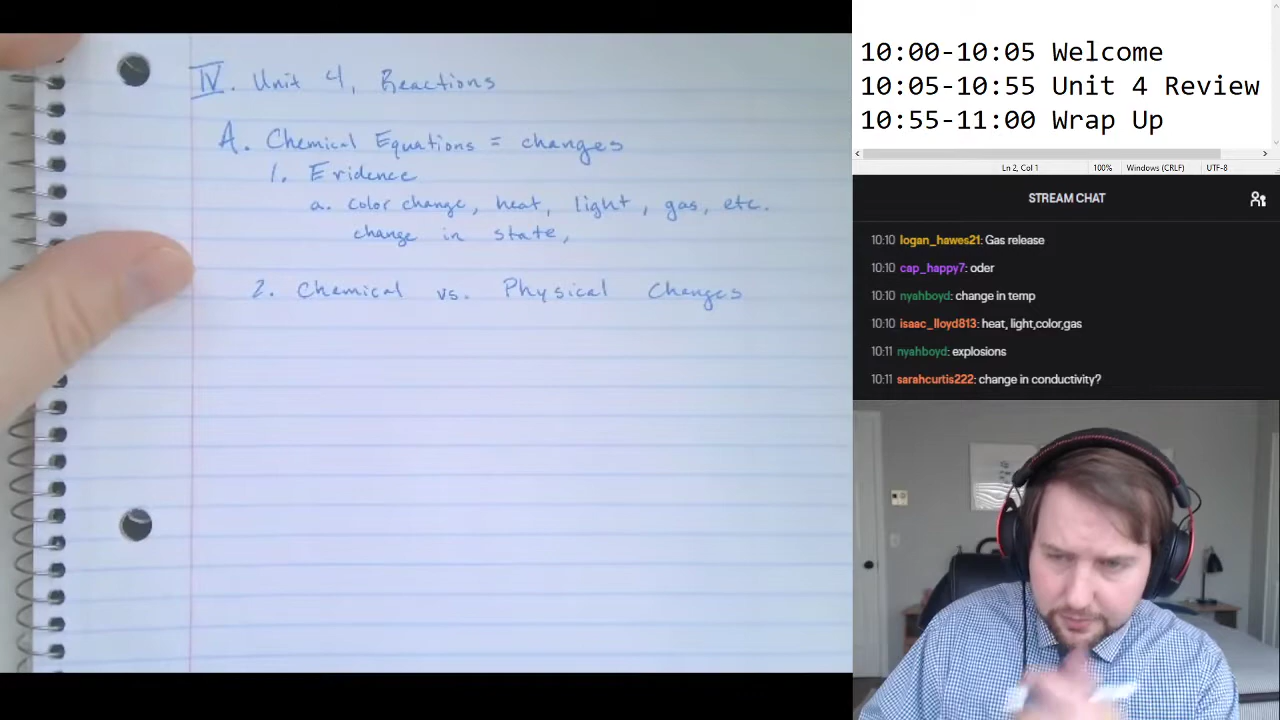 IV. Unit 4, Reactions
A. Chemical Equations = changes
1. Evidence
a. color change, heat, light, gas, etc.
change in state,
2. Chemical vs. Physical Changes
10:00-10:05 Welcome
10:05-10:55 Unit 4 Review
10:55-11:00 Wrap Up
Ln 2, Col 1 100% Windows (CRLF) UTF-8
STREAM CHAT
10:10 logan_hawes21: Gas release
10:10 cap_happy7: oder
10:10 nyahboyd: change in temp
10:10 isaac_lloyd813: heat, light,color,gas
10:11 nyahboyd: explosions
10:11 sarahcurtis222: change in conductivity?